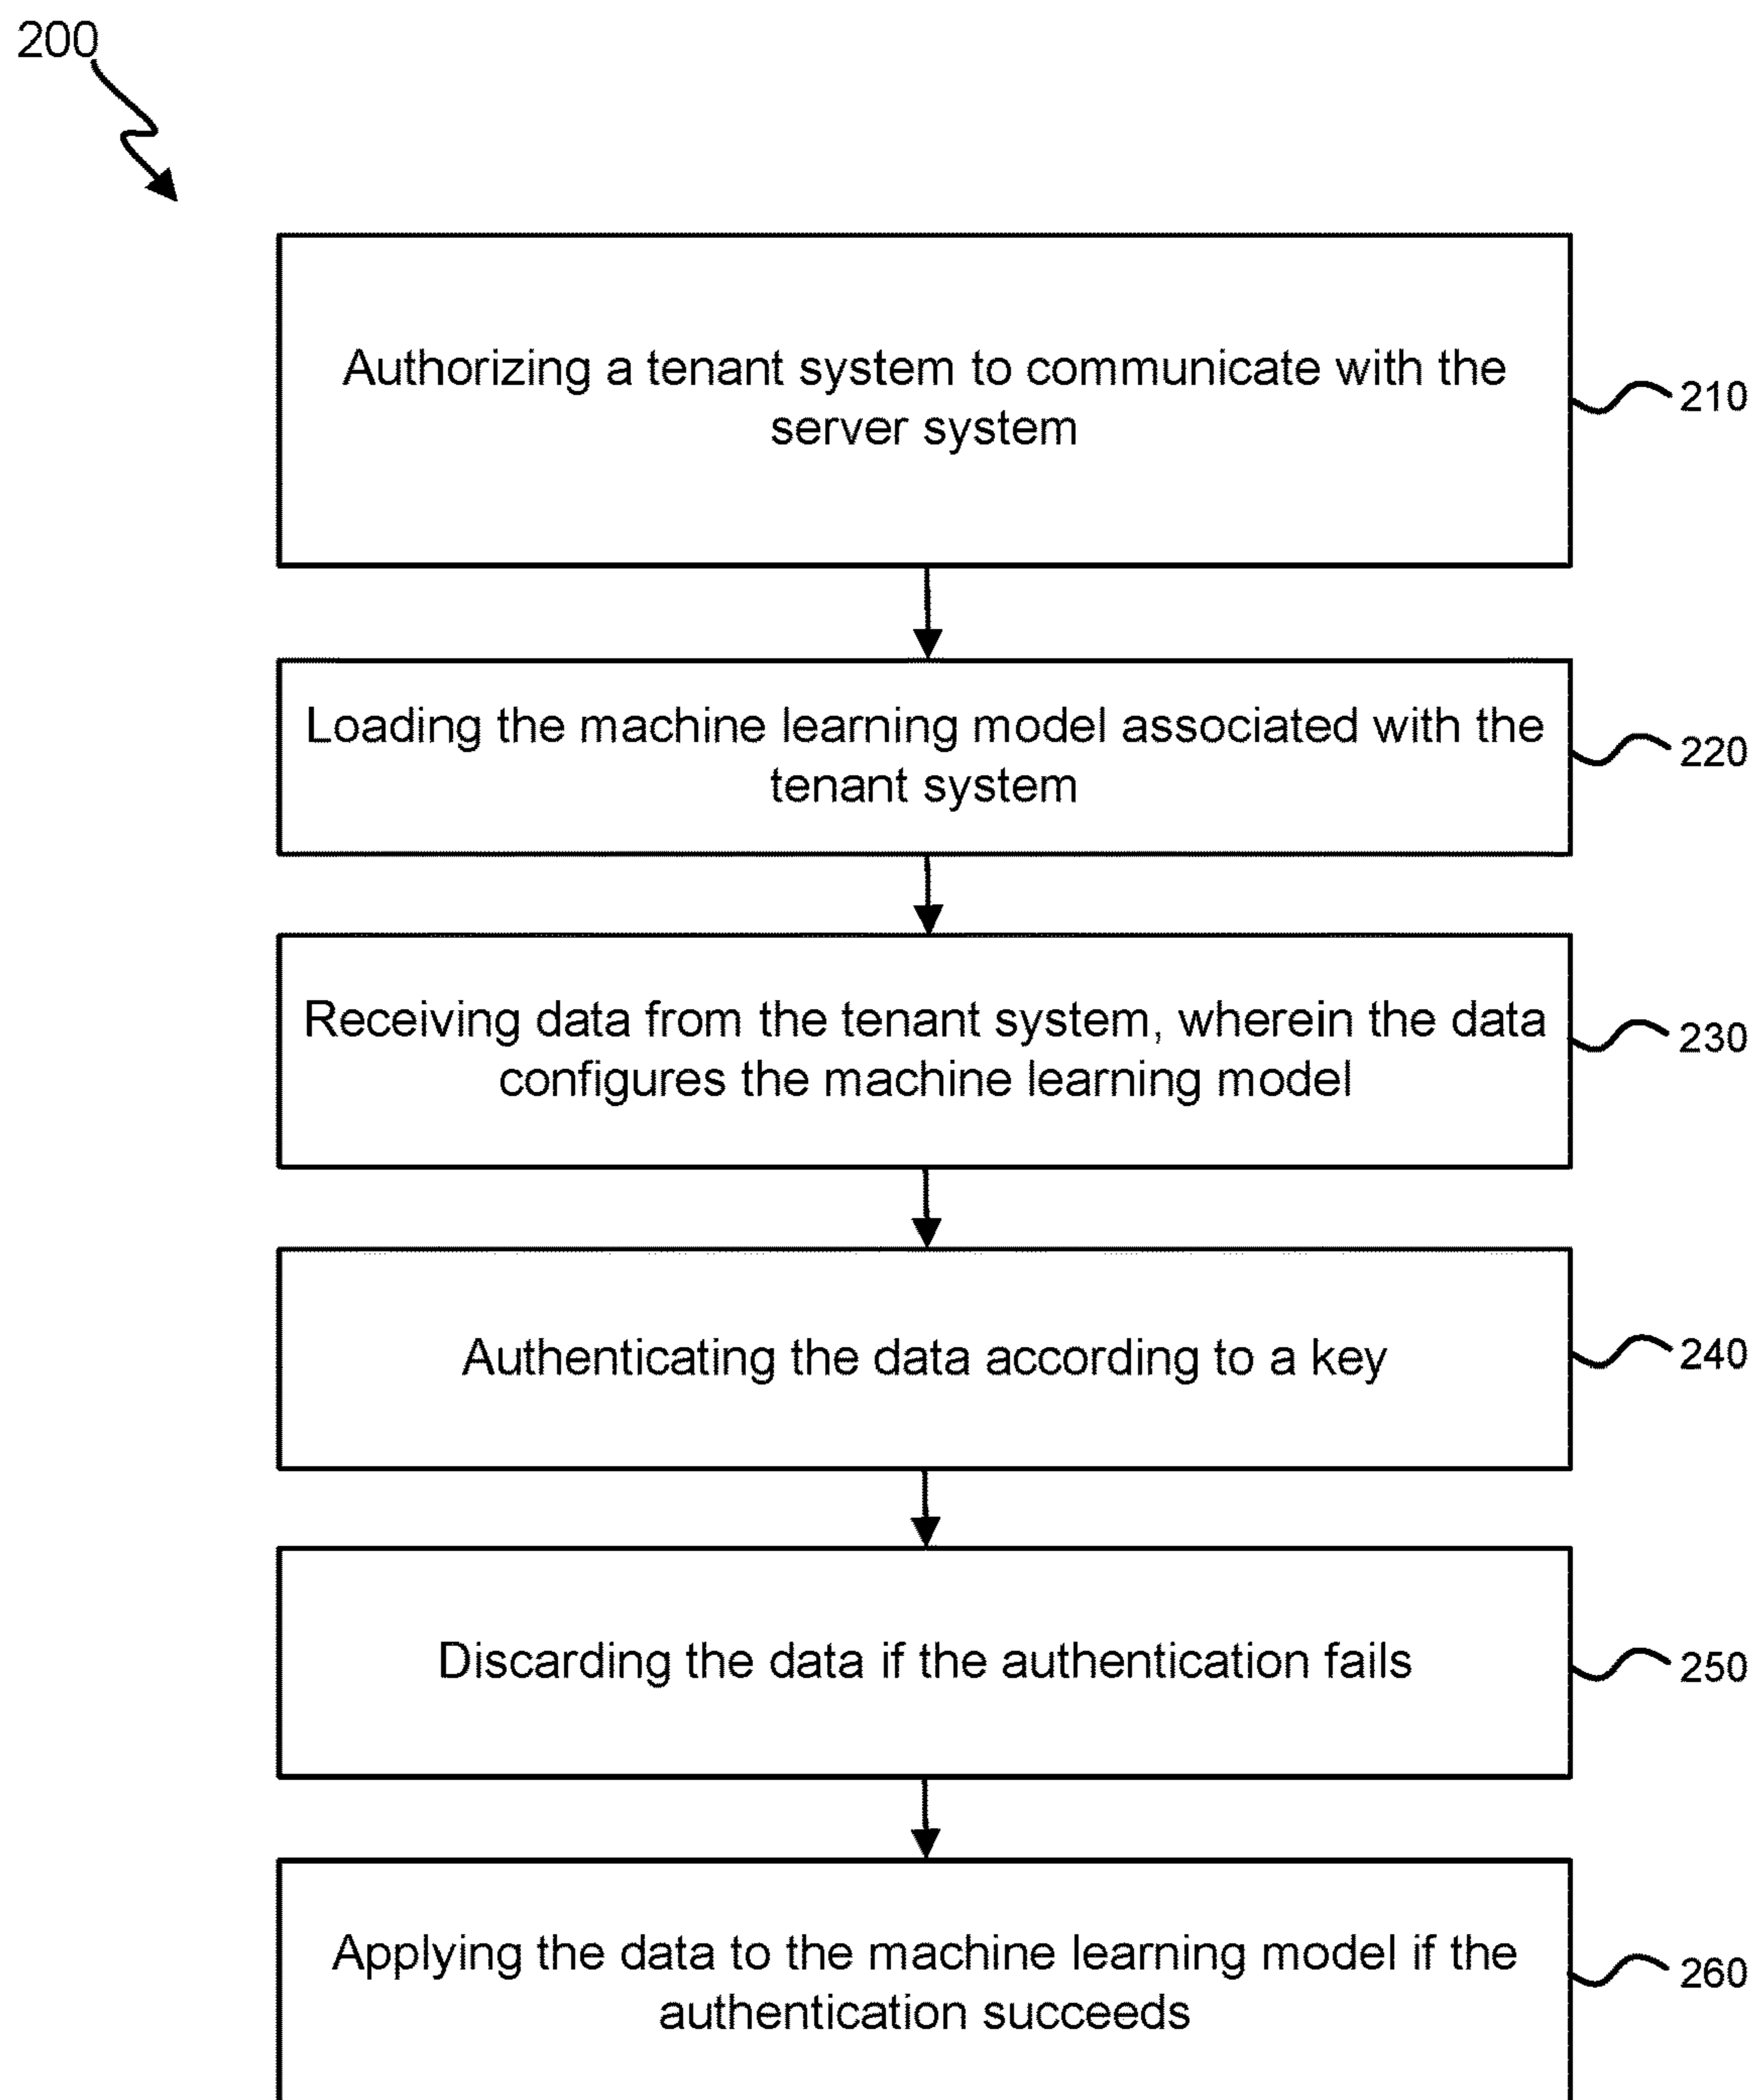 200
Authorizing a tenant system to communicate with the
server system
210
Loading the machine learning model associated with the
tenant system
220
Receiving data from the tenant system, wherein the data
configures the machine learning model
230
Authenticating the data according to a key
240
Discarding the data if the authentication fails
250
Applying the data to the machine learning model if the
authentication succeeds
260